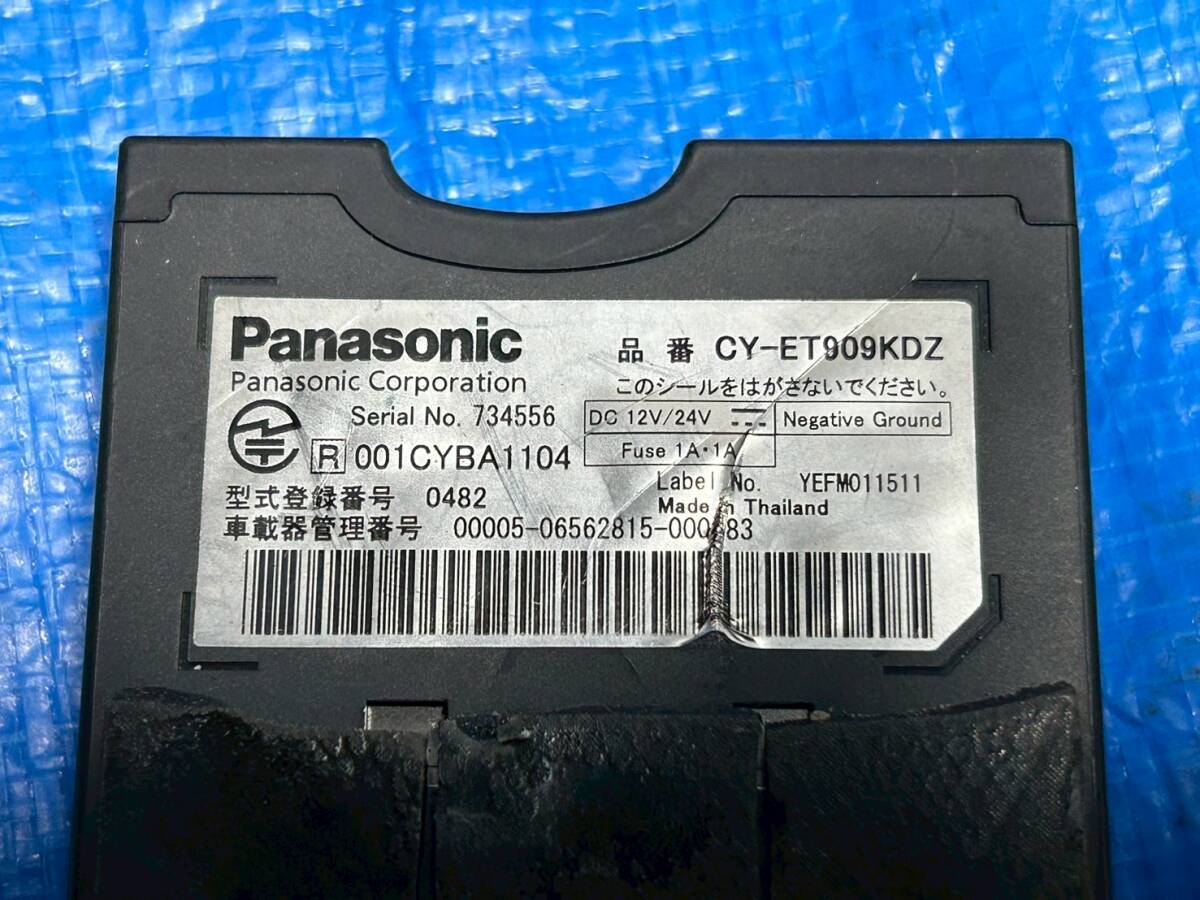 Panasonic
品番 CY-ET909KDZ
Panasonic Corporation
このシールをはがさないでください。
Serial No. 734556
DC 12V/24V Negative Ground
R 001CYBA1104
Fuse 1A・1A
Label No. YEFM011511
型式登録番号 0482
Made in Thailand
車載器管理番号 00005-06562815-